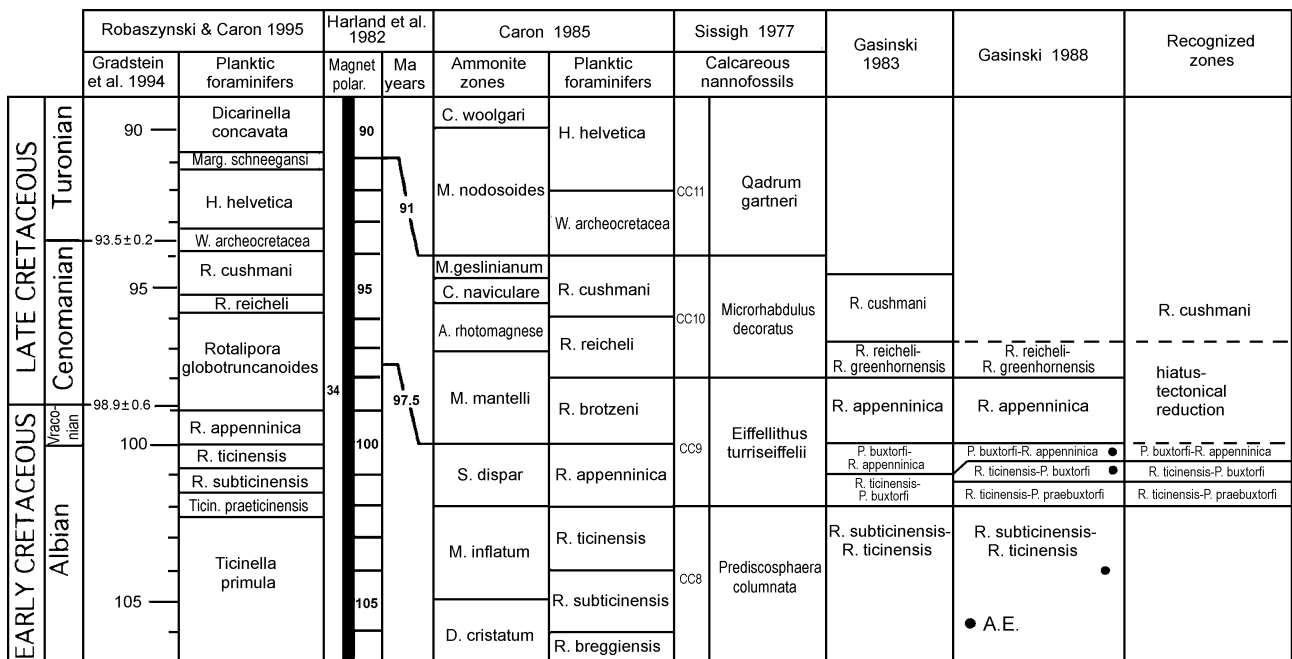 Robaszynski & Caron 1995
Harland et al.
1982
Caron 1985
Sissigh 1977
Gasinski
1983
Gasinski 1988
Recognized
zones
Gradstein
et al. 1994
Planktic
foraminifers
Magnet
polar.
Ma
years
Ammonite
zones
Planktic
foraminifers
Calcareous
nannofossils
LATE CRETACEOUS
EARLY CRETACEOUS
Turonian
Cenomanian
Vraco-
nian
Albian
90
93.5±0.2
95
98.9±0.6
100
105
Dicarinella
concavata
Marg. schneegansi
H. helvetica
W. archeocretacea
R. cushmani
R. reicheli
Rotalipora
globotruncanoides
R. appenninica
R. ticinensis
R. subticinensis
Ticin. praeticinensis
Ticinella
primula
34
90
95
100
105
91
97.5
C. woolgari
M. nodosoides
M.geslinianum
C. naviculare
A. rhotomagnese
M. mantelli
S. dispar
M. inflatum
D. cristatum
H. helvetica
W. archeocretacea
R. cushmani
R. reicheli
R. brotzeni
R. appenninica
R. ticinensis
R. subticinensis
R. breggiensis
CC11
CC10
CC9
CC8
Qadrum
gartneri
Microrhabdulus
decoratus
Eiffellithus
turriseiffelii
Prediscosphaera
columnata
R. cushmani
R. reicheli-
R. greenhornensis
R. appenninica
P. buxtorfi-
R. appenninica
R. ticinensis-
P. buxtorfi
R. subticinensis-
R. ticinensis
R. reicheli-
R. greenhornensis
R. appenninica
P. buxtorfi-R. appenninica
R. ticinensis-P. buxtorfi
R. ticinensis-P. praebuxtorfi
R. subticinensis-
R. ticinensis
A.E.
R. cushmani
hiatus-
tectonical
reduction
P. buxtorfi-R. appenninica
R. ticinensis-P. buxtorfi
R. ticinensis-P. praebuxtorfi